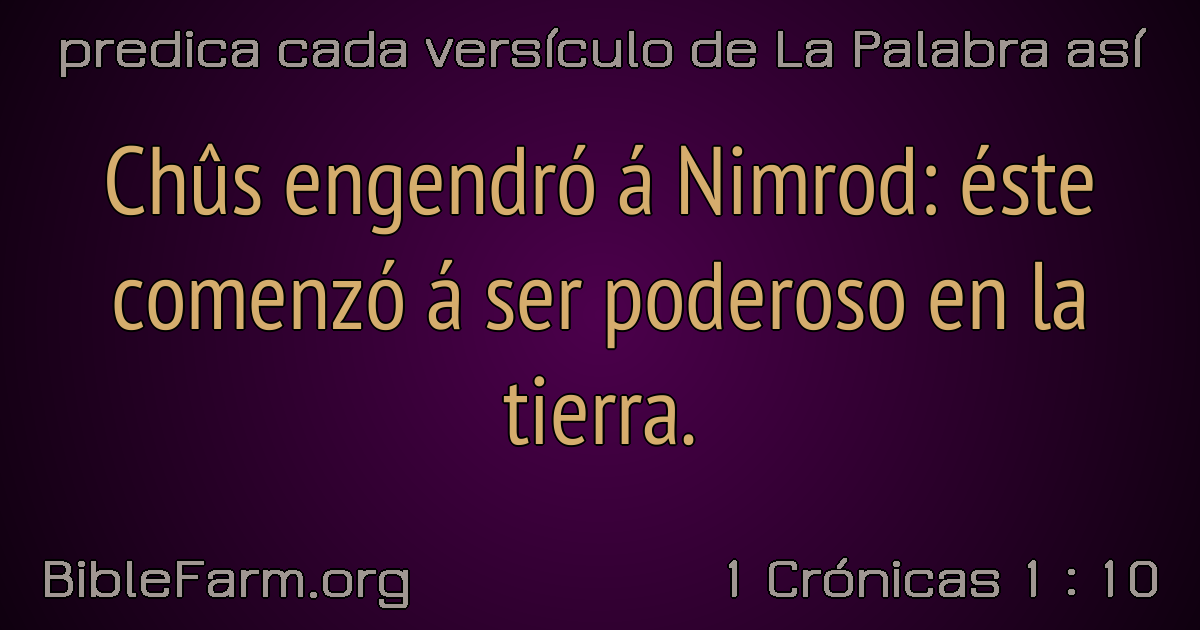 predica cada versículo de La Palabra así
Chûs engendró á Nimrod: éste
comenzó á ser poderoso en la
tierra.
BibleFarm.org
1 Crónicas 1 : 10